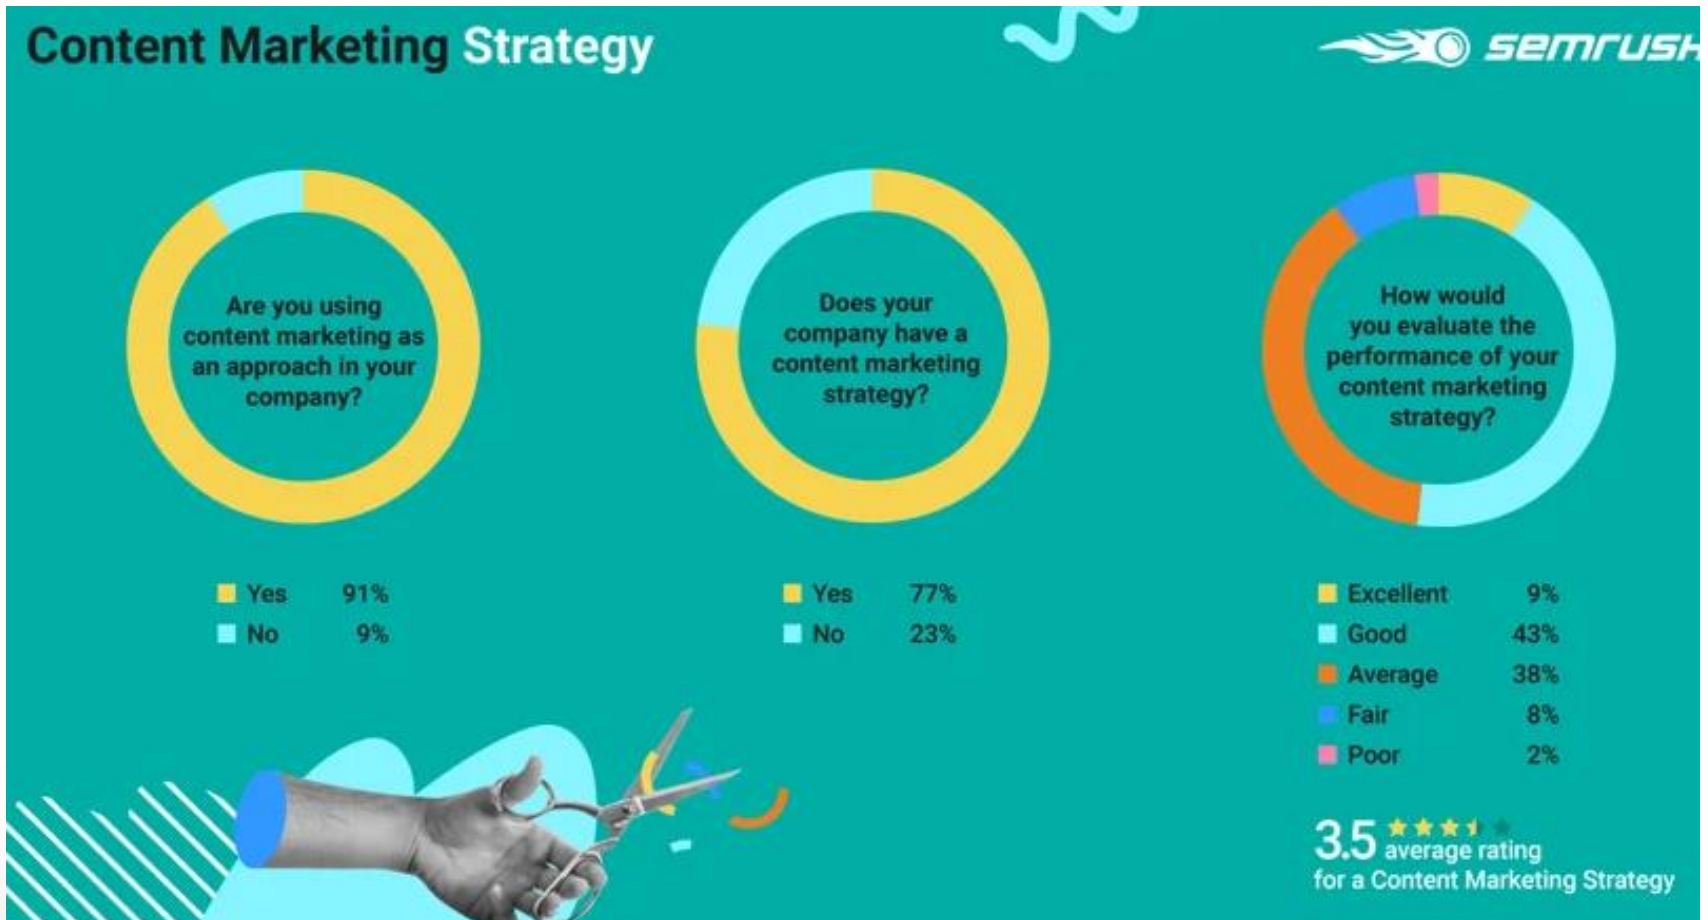 Content Marketing Strategy
semrush
Are you using
content marketing as
an approach in your
company?
Yes 91%
No 9%
Does your
company have a
content marketing
strategy?
Yes 77%
No 23%
How would
you evaluate the
performance of your
content marketing
strategy?
Excellent 9%
Good 43%
Average 38%
Fair 8%
Poor 2%
3.5
average rating
for a Content Marketing Strategy